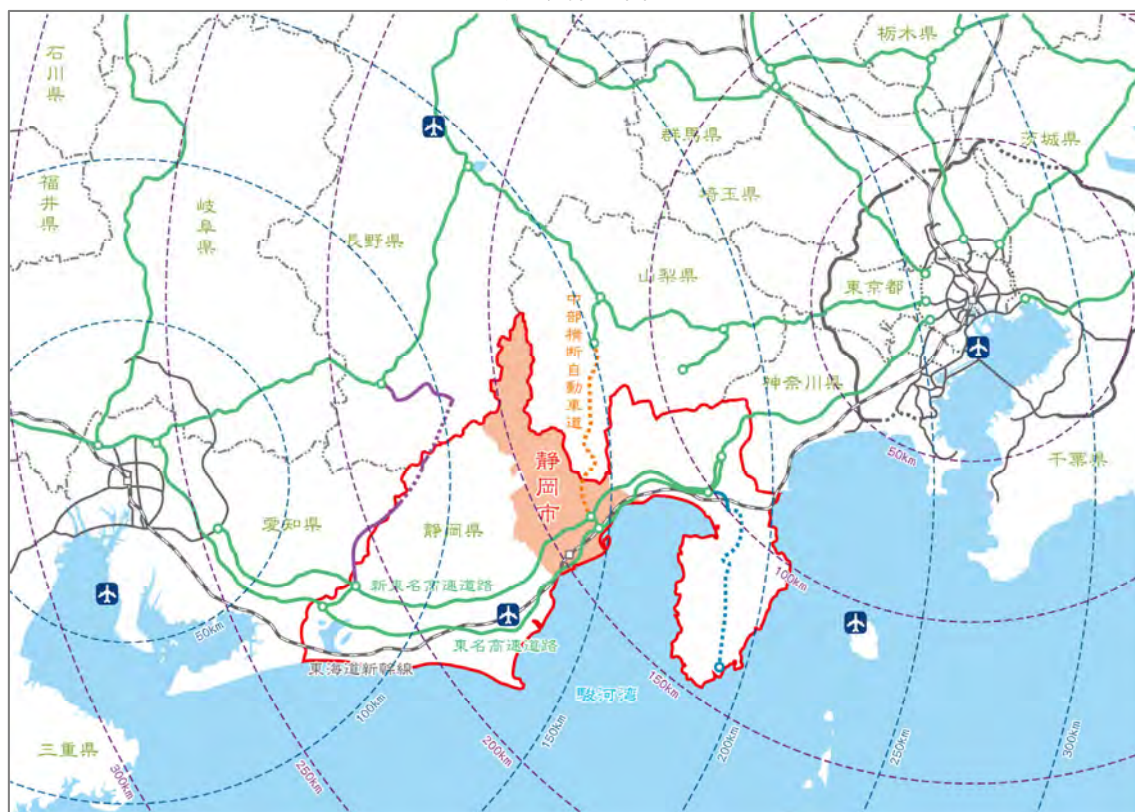 石川県
栃木県
群馬県
茨城県
福井県
岐阜県
埼玉県
長野県
山梨県
東京都
中部横断自動車道
神奈川県
千葉県
50km
静岡市
愛知県
静岡県
新東名高速道路
100km
50km
東名高速道路
東海道新幹線
駿河湾
150km
100km
150km
200km
200km
250km
300km
三重県
250km
300km